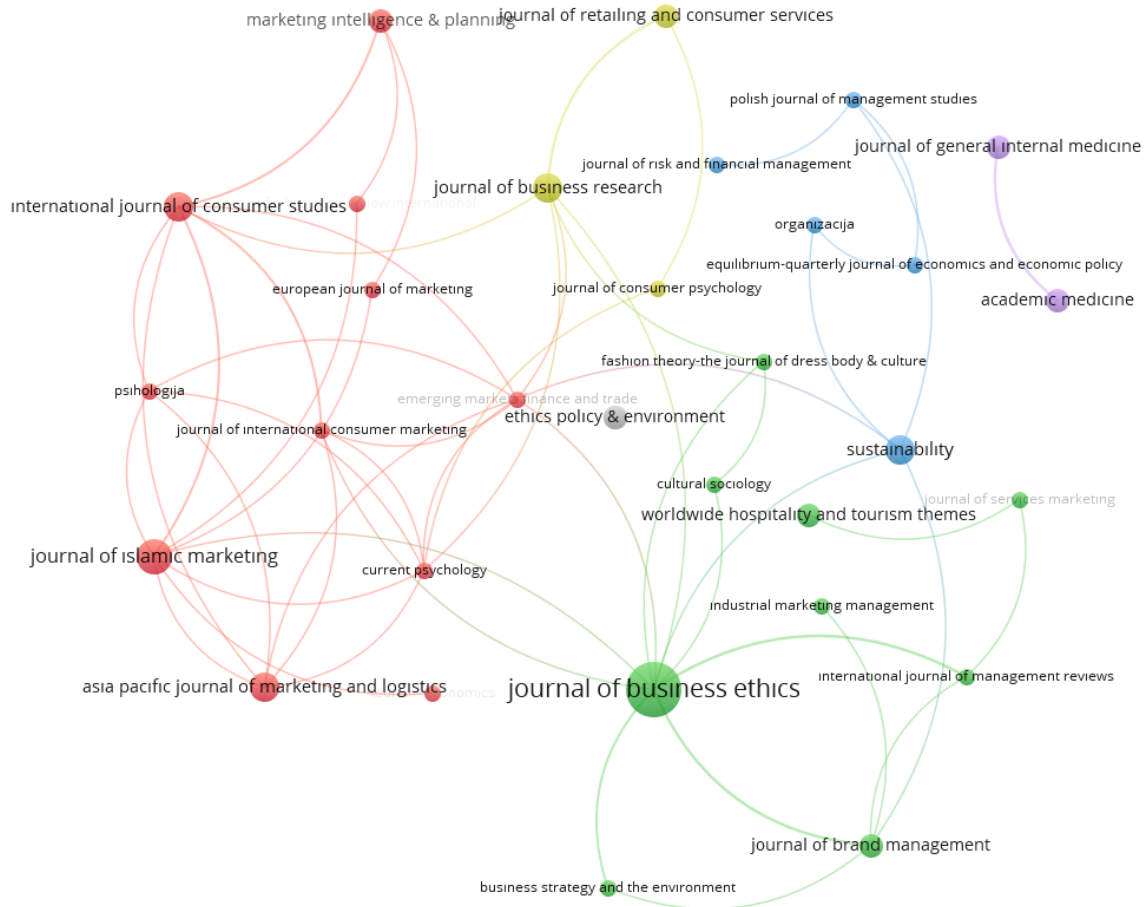 marketing intelligence & planning
journal of retailing and consumer services
polish journal of management studies
journal of general internal medicine
journal of risk and financial management
journal of business research
international journal of consumer studies
new international
organizacija
equilibrium-quarterly journal of economics and economic policy
european journal of marketing
journal of consumer psychology
academic medicine
fashion theory-the journal of dress body & culture
psihologija
emerging markets finance and trade
ethics policy & environment
journal of international consumer marketing
sustainability
cultural sociology
journal of services marketing
worldwide hospitality and tourism themes
journal of islamic marketing
current psychology
industrial marketing management
international journal of management reviews
asia pacific journal of marketing and logistics
journal of business ethics
journal of brand management
business strategy and the environment